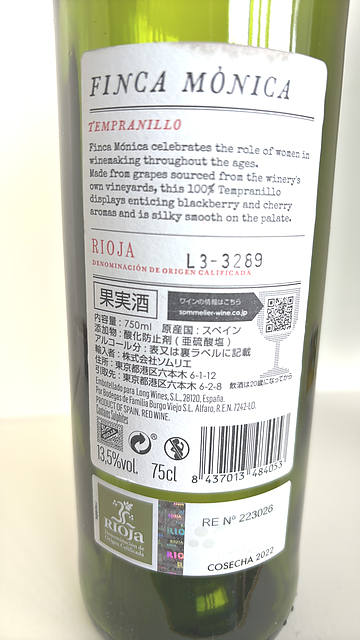 FINCA MÒNICA
TEMPRANILLO
Finca Mónica celebrates the role of women in
winemaking throughout the ages.
Made from grapes sourced from the winery's
own vineyards, this 100% Tempranillo
displays enticing blackberry and cherry
aromas and is silky smooth on the palate.
RIOJA
DENOMINACIÓN DE ORIGEN CALIFICADA
L3-3289
果実酒
ワインの情報はこちら
sommelier-wine.co.jp
内容量：750ml 原産国：スペイン
添加物：酸化防止剤（亜硫酸塩）
アルコール分：表又は裏ラベルに記載
輸入者：株式会社ソムリエ
住所：東京都港区六本木 6-1-12
引取先：東京都港区六本木 6-2-8 飲酒は20歳になってから
Embotellado para Long Wines, S.L., 28120, España.
Por Bodegas de Familia Burgo Viejo S.L. Alfaro, R.E.N. 7242-LO.
PRODUCT OF SPAIN. RED WINE.
13,5%vol. 75cl
8 437013 484053
RIOJA
Denominación de
Origen Calificada
RE Nº 223026
COSECHA 2022